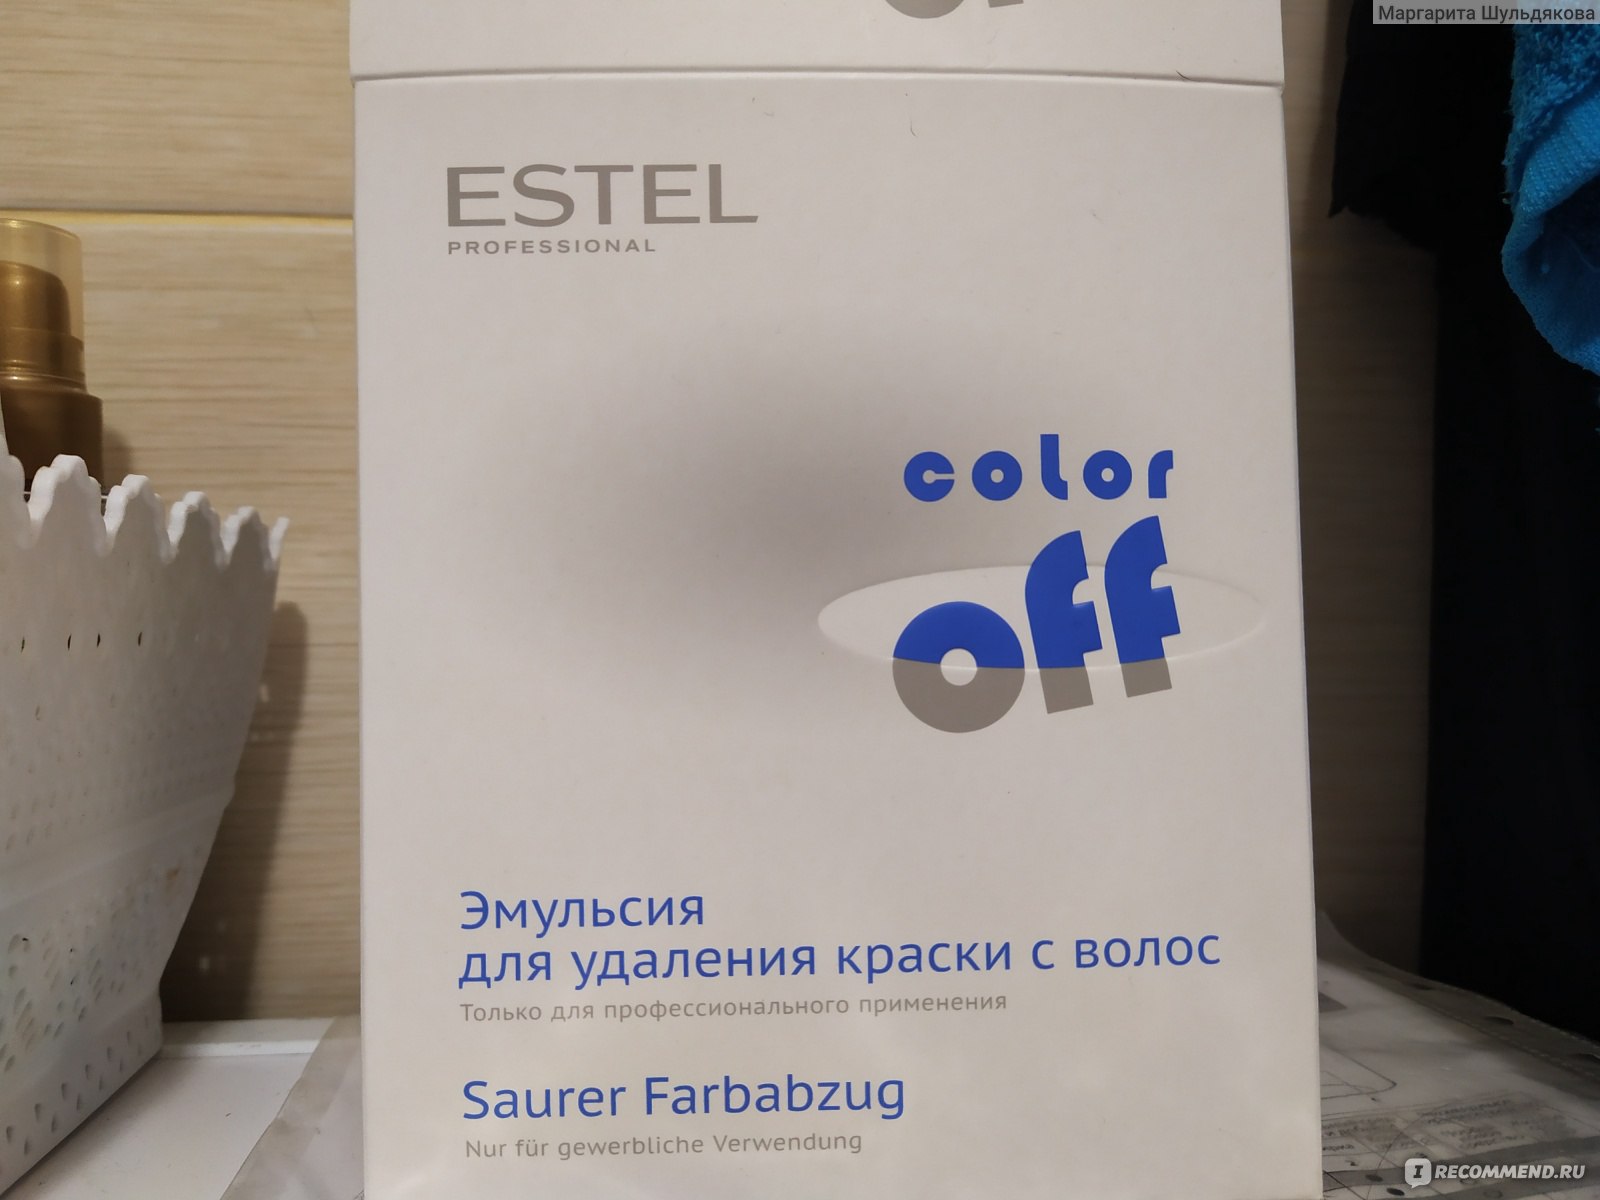 Маргарита Шульдякова
ESTEL
PROFESSIONAL
color
off
Эмульсия
для удаления краски с волос
Только для профессионального применения
Saurer Farbabzug
Nur für gewerbliche Verwendung
IRECOMMEND.RU